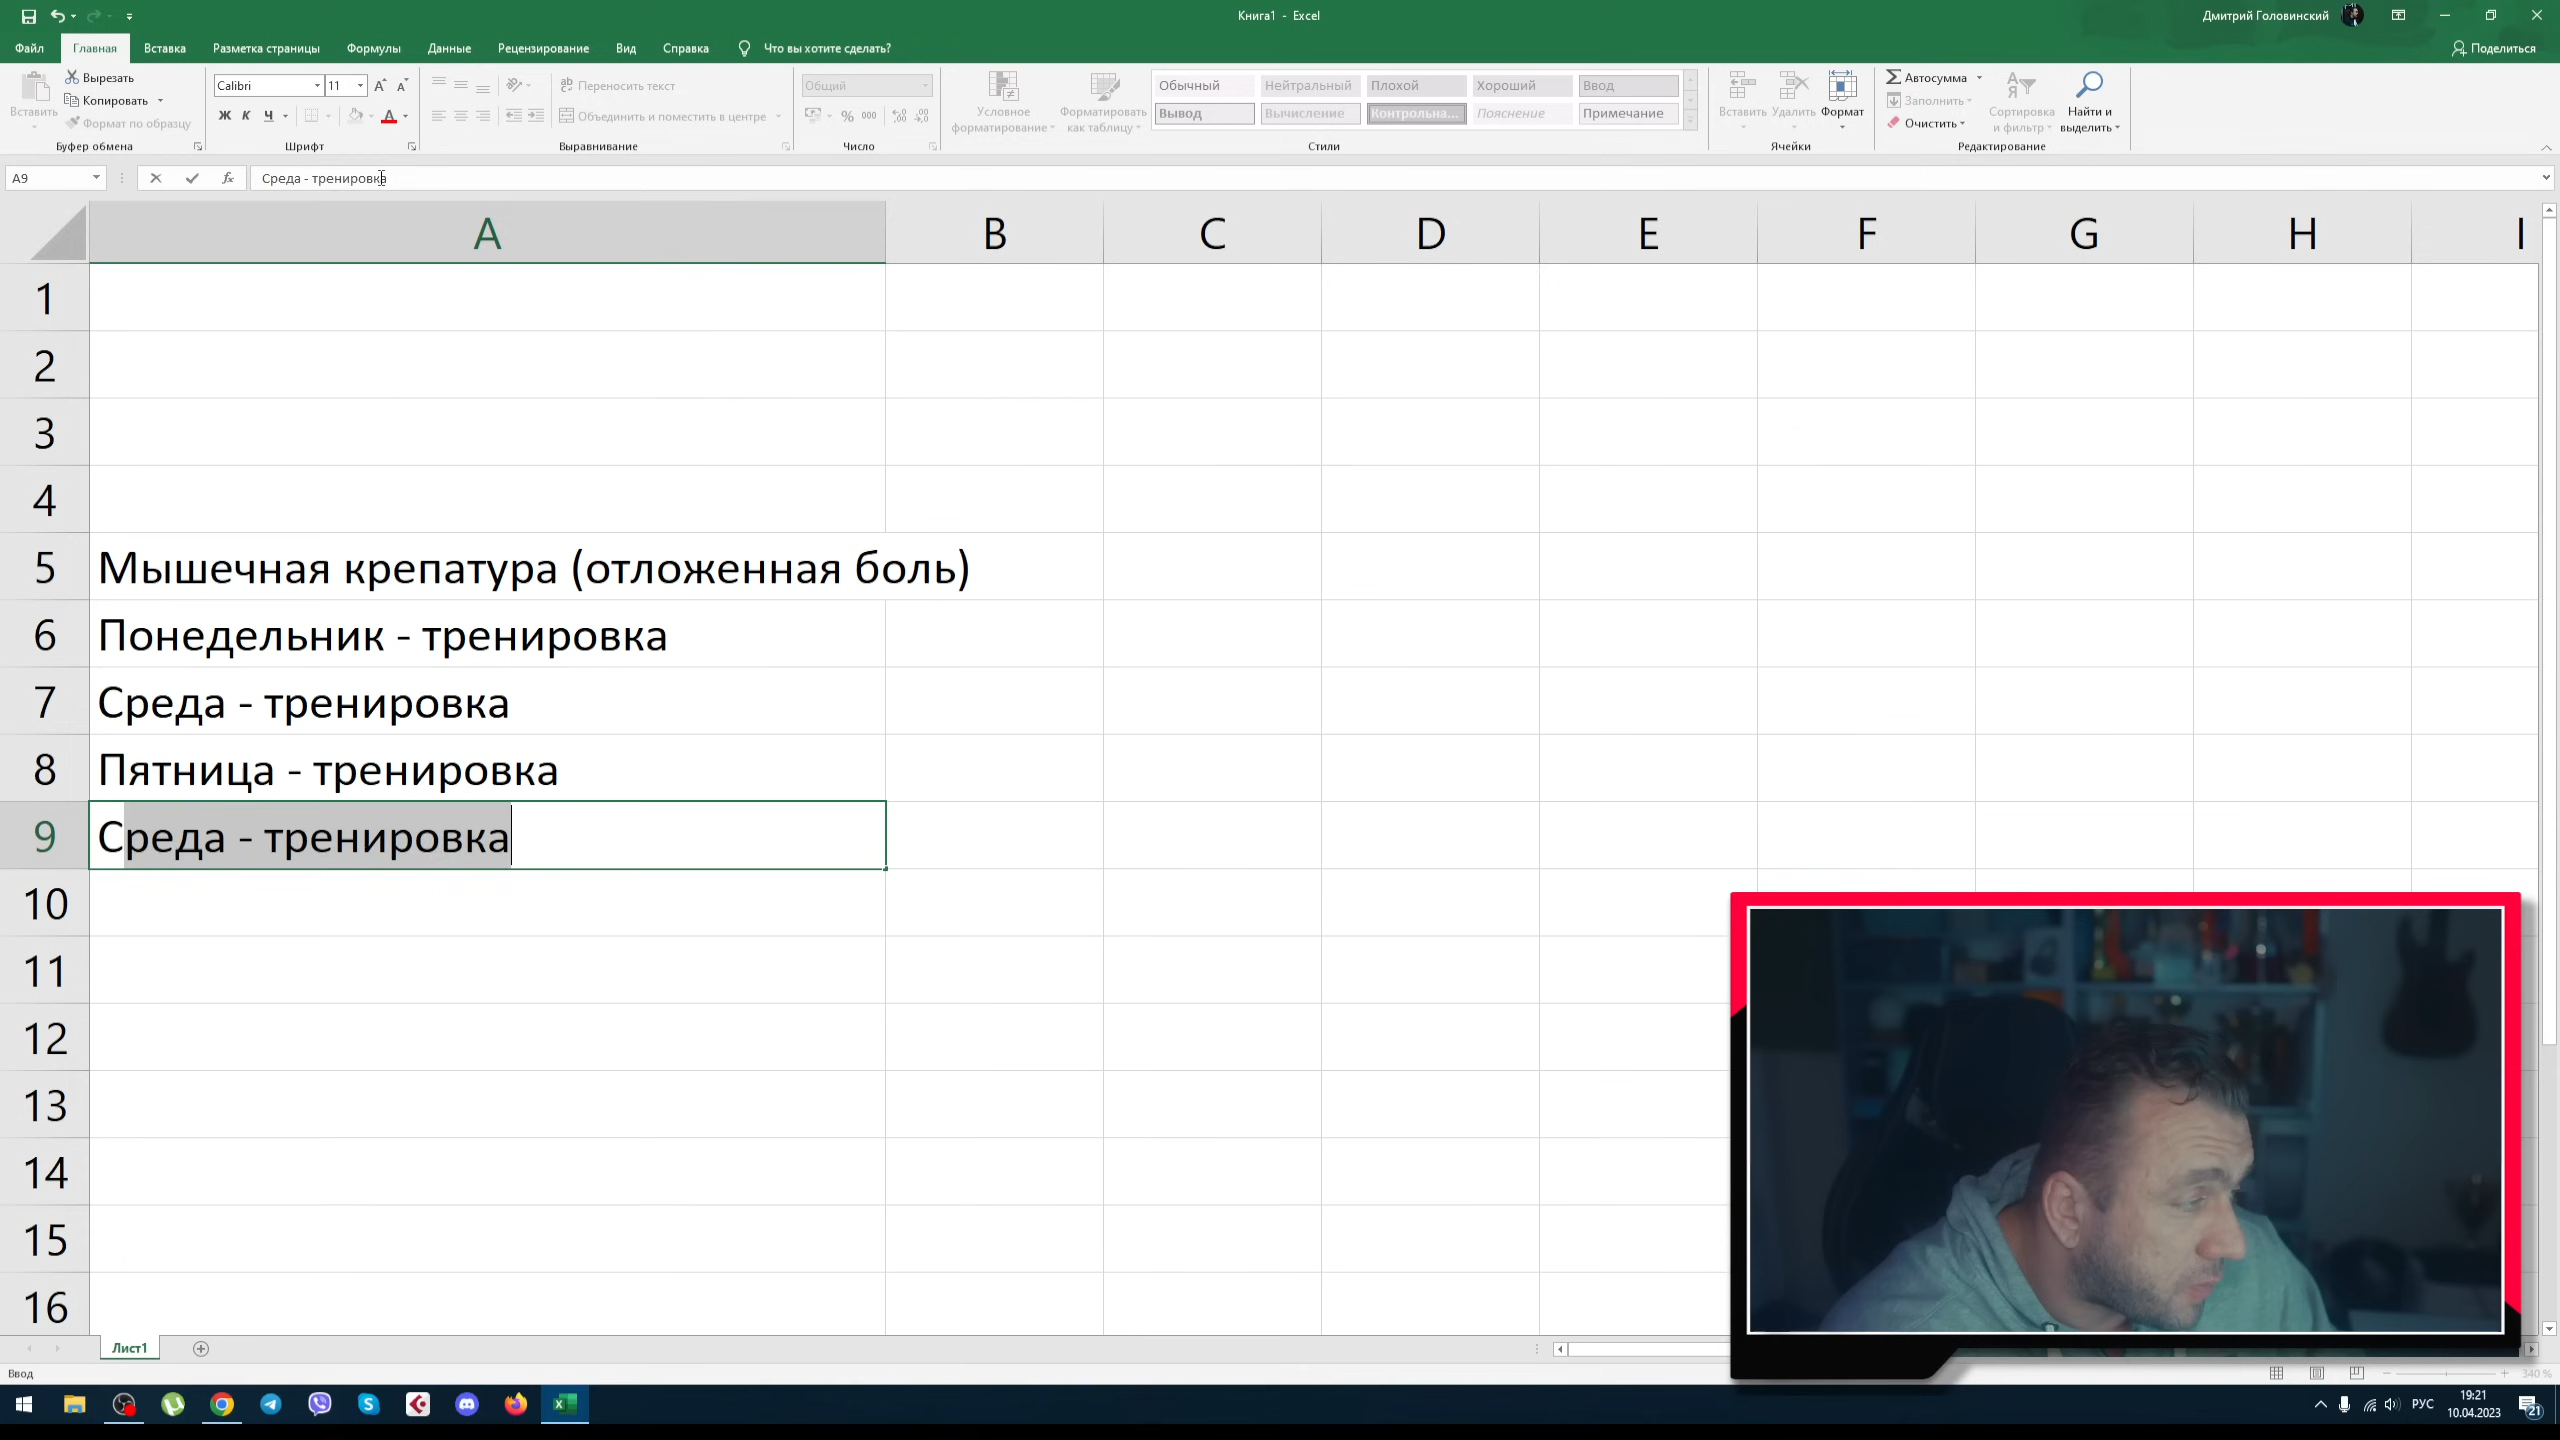 Книга1 - Excel
Дмитрий Головинский
Файл
Главная
Вставка
Разметка страницы
Формулы
Данные
Рецензирование
Вид
Справка
Что вы хотите сделать?
Поделиться
Вставить
Вырезать
Копировать
Формат по образцу
Буфер обмена
Calibri
11
Ж К Ч
Шрифт
Переносить текст
Объединить и поместить в центре
Выравнивание
Общий
% 000
Число
Условное
форматирование
Форматировать
как таблицу
Обычный
Нейтральный
Плохой
Хороший
Ввод
Вывод
Вычисление
Контрольна...
Пояснение
Примечание
Стили
Вставить
Удалить
Формат
Ячейки
Автосумма
Заполнить
Очистить
Сортировка
и фильтр
Найти и
выделить
Редактирование
A9
fx
Среда - тренировка
A B C D E F G H I
1
2
3
4
5 Мышечная крепатура (отложенная боль)
6 Понедельник - тренировка
7 Среда - тренировка
8 Пятница - тренировка
9 Среда - тренировка
10
11
12
13
14
15
16
Лист1
Ввод
340 %
РУС
19:21
10.04.2023
21